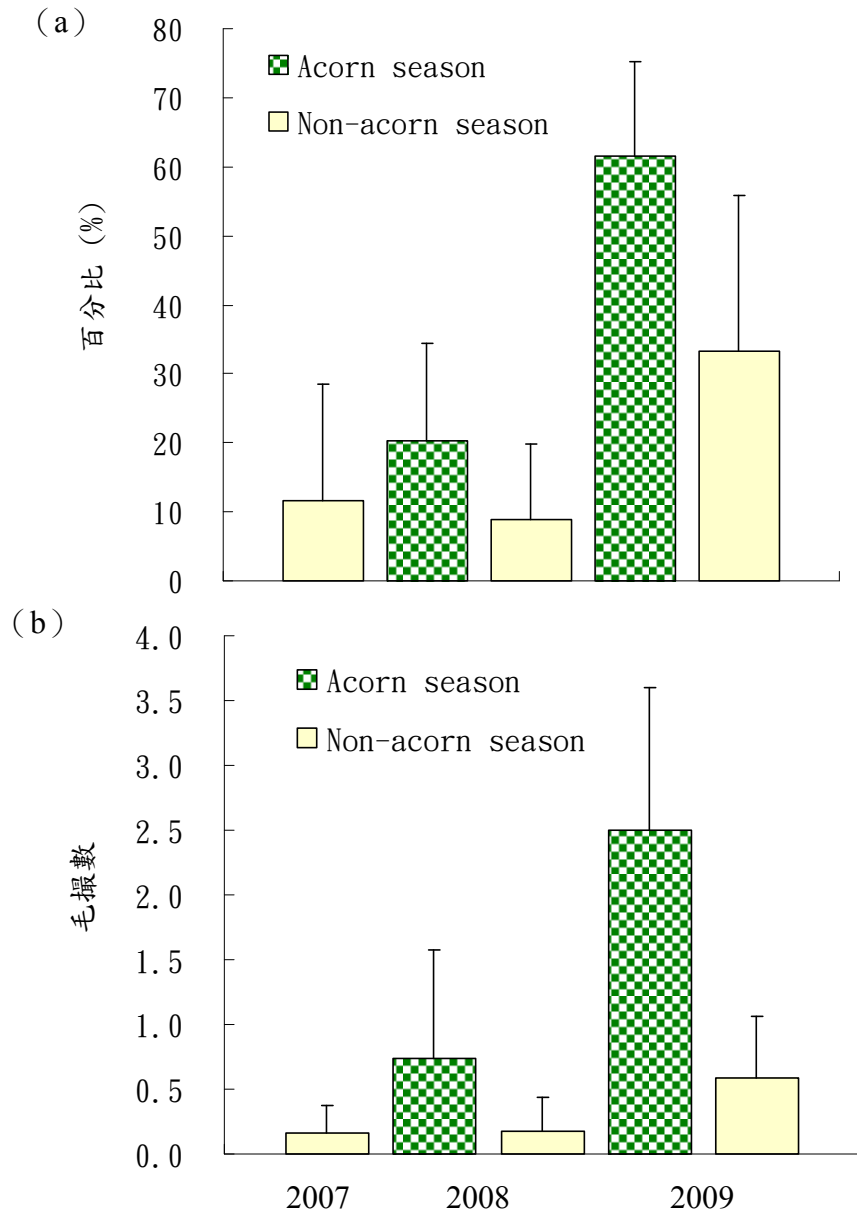 (a)
80
70
60
50
40
30
20
10
0
百分比 (%)
Acorn season
Non-acorn season
(b)
4.0
3.5
3.0
2.5
2.0
1.5
1.0
0.5
0.0
毛撮數
Acorn season
Non-acorn season
2007 2008 2009